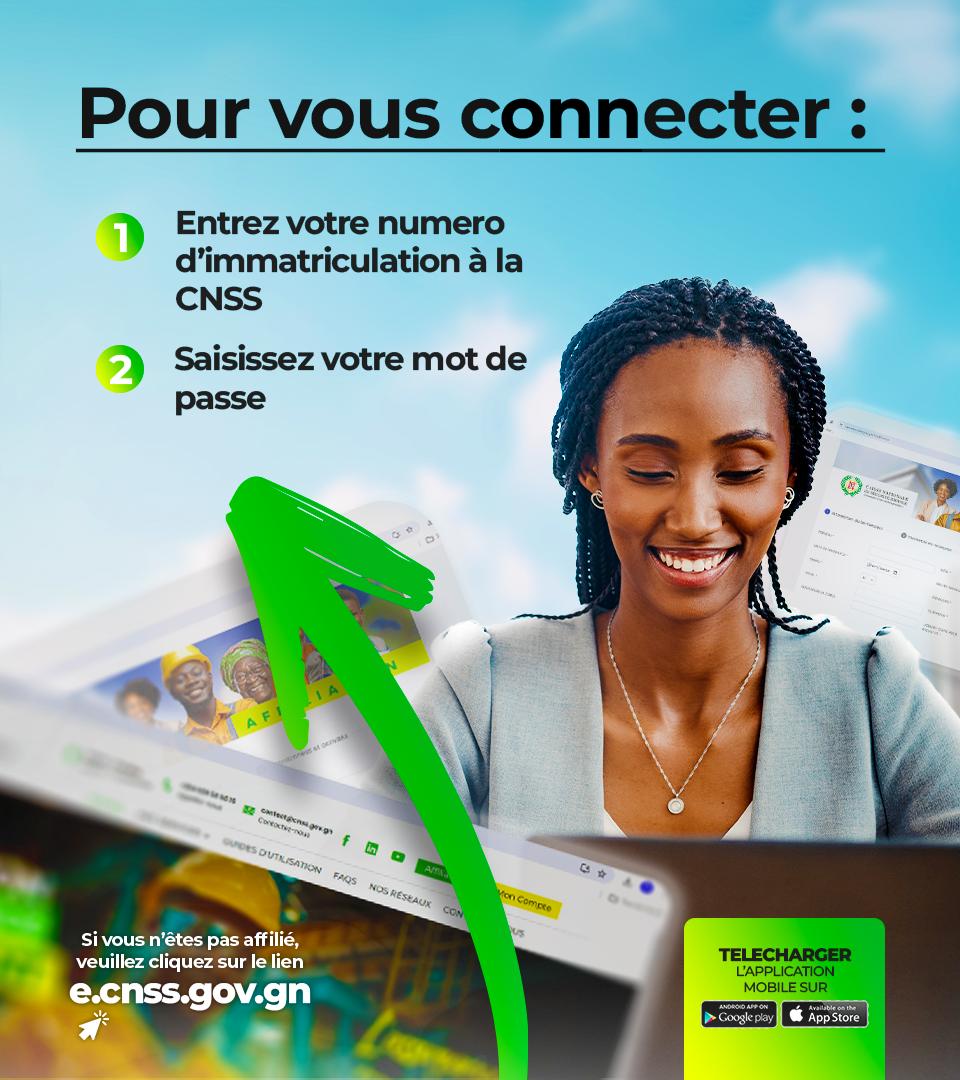 Pour vous connecter :
1
Entrez votre numero
d'immatriculation à la
CNSS
2
Saisissez votre mot de
passe
contact@cnss.gov.gn
Contactez-nous
GUIDES D'UTILISATION
FAQS
NOS RÉSEAUX
Mon Compte
Si vous n'êtes pas affilié,
veuillez cliquez sur le lien
e.cnss.gov.gn
TELECHARGER
L'APPLICATION
MOBILE SUR
ANDROID APP ON
Google play
Available on the
App Store